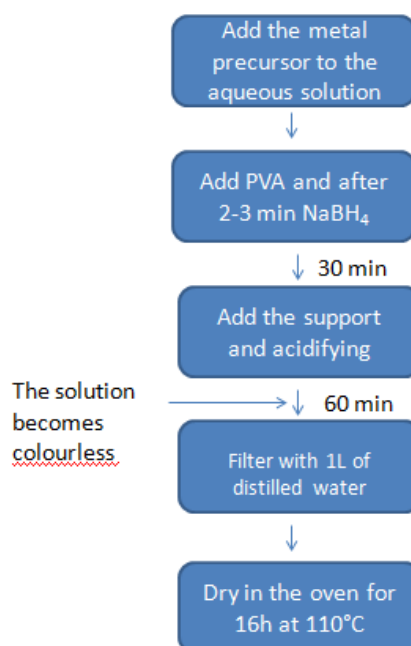 Add the metal
precursor to the
aqueous solution
Add PVA and after
2-3 min NaBH₄
30 min
Add the support
and acidifying
The solution
becomes
colourless
60 min
Filter with 1L of
distilled water
Dry in the oven for
16h at 110°C